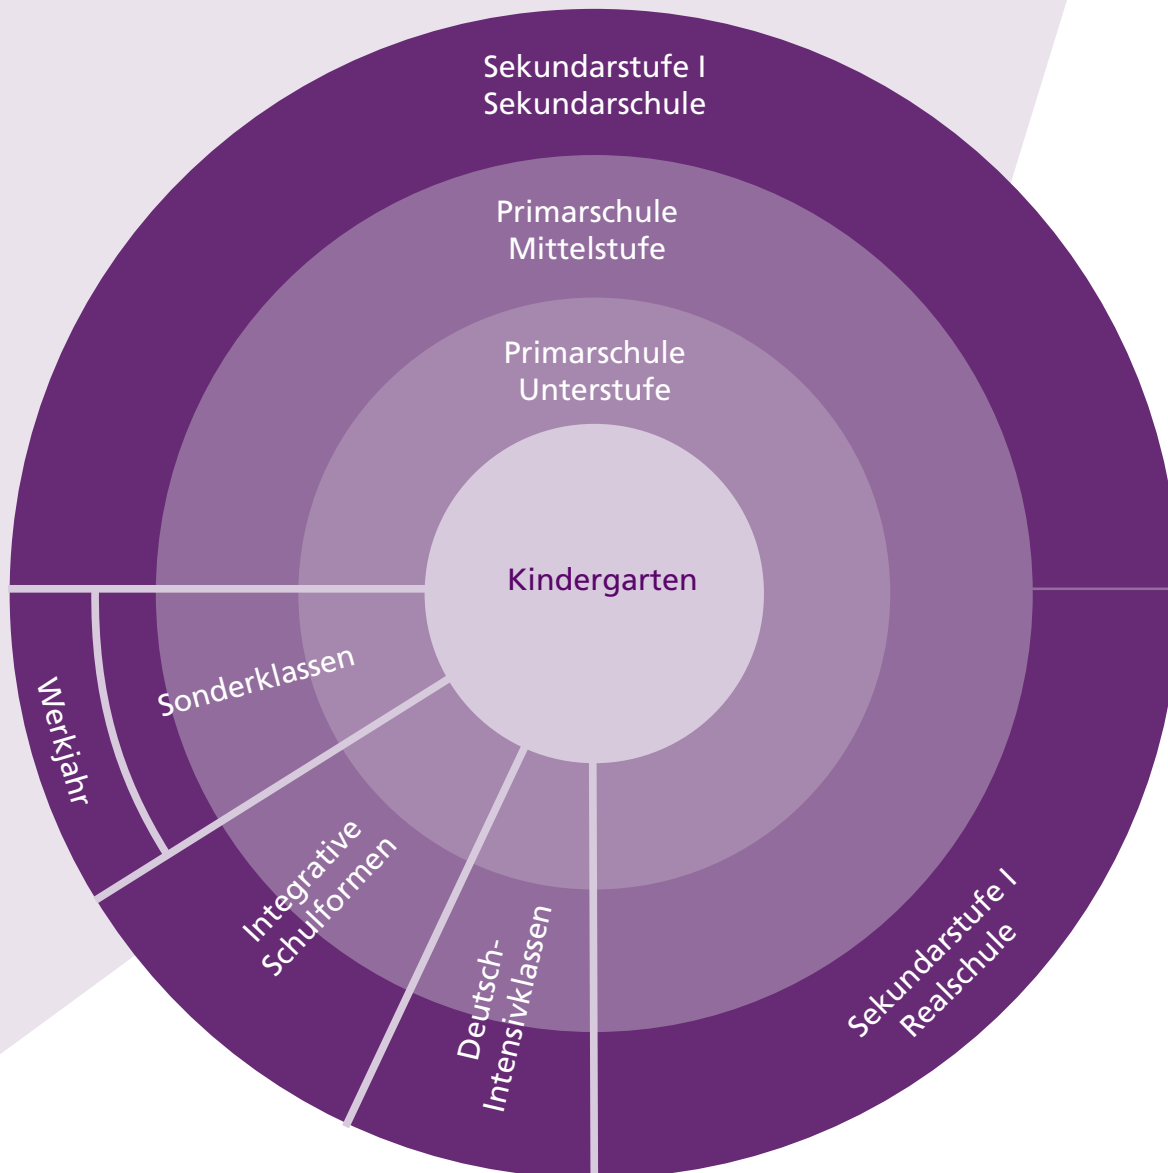 Sekundarstufe I
Sekundarschule
Primarschule
Mittelstufe
Primarschule
Unterstufe
Kindergarten
Sonderklassen
Werkjahr
Integrative
Schulformen
Deutsch-
Intensivklassen
Sekundarstufe I
Realschule